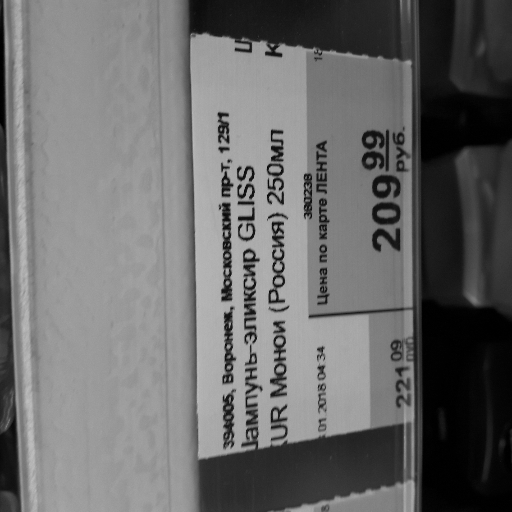 394005, Воронеж, Московский пр-т, 129/1
Шампунь-эликсир GLISS
KUR Монои (Россия) 250мл
380238
Цена по карте ЛЕНТА
209 99
руб.
01.2018 04:34
221 09
руб.